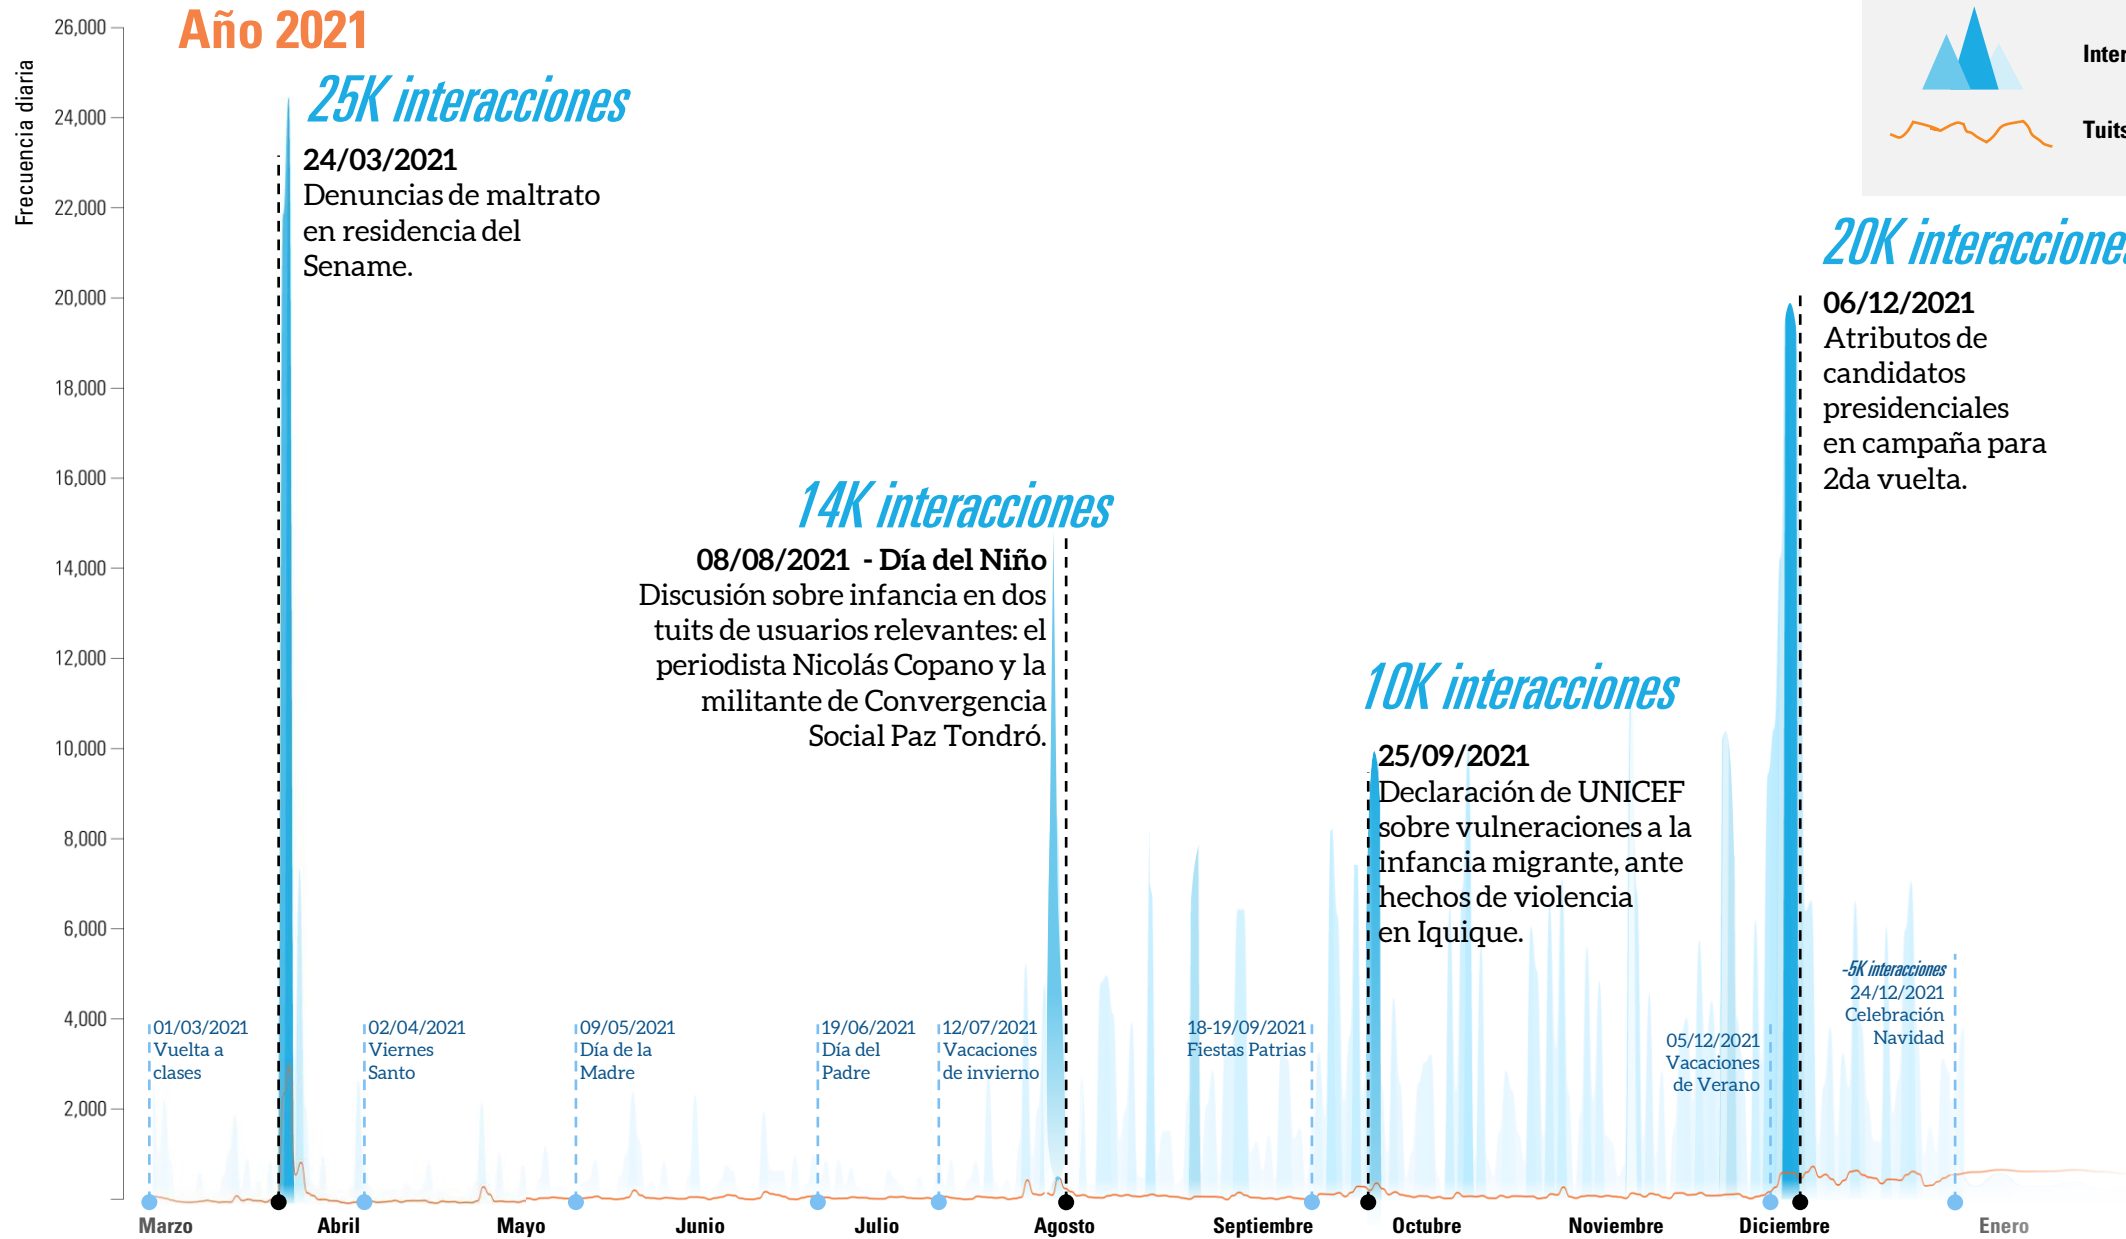 Año 2021
Frecuencia diaria
26,000
24,000
22,000
20,000
18,000
16,000
14,000
12,000
10,000
8,000
6,000
4,000
2,000
25K interacciones
24/03/2021
Denuncias de maltrato
en residencia del
Sename.
14K interacciones
08/08/2021 - Día del Niño
Discusión sobre infancia en dos
tuits de usuarios relevantes: el
periodista Nicolás Copano y la
militante de Convergencia
Social Paz Tondró.
10K interacciones
25/09/2021
Declaración de UNICEF
sobre vulneraciones a la
infancia migrante, ante
hechos de violencia
en Iquique.
20K interaccione
06/12/2021
Atributos de
candidatos
presidenciales
en campaña para
2da vuelta.
Inter
Tuits
01/03/2021
Vuelta a
clases
02/04/2021
Viernes
Santo
09/05/2021
Día de la
Madre
19/06/2021
Día del
Padre
12/07/2021
Vacaciones
de invierno
18-19/09/2021
Fiestas Patrias
05/12/2021
Vacaciones
de Verano
~5K interacciones
24/12/2021
Celebración
Navidad
Marzo
Abril
Mayo
Junio
Julio
Agosto
Septiembre
Octubre
Noviembre
Diciembre
Enero